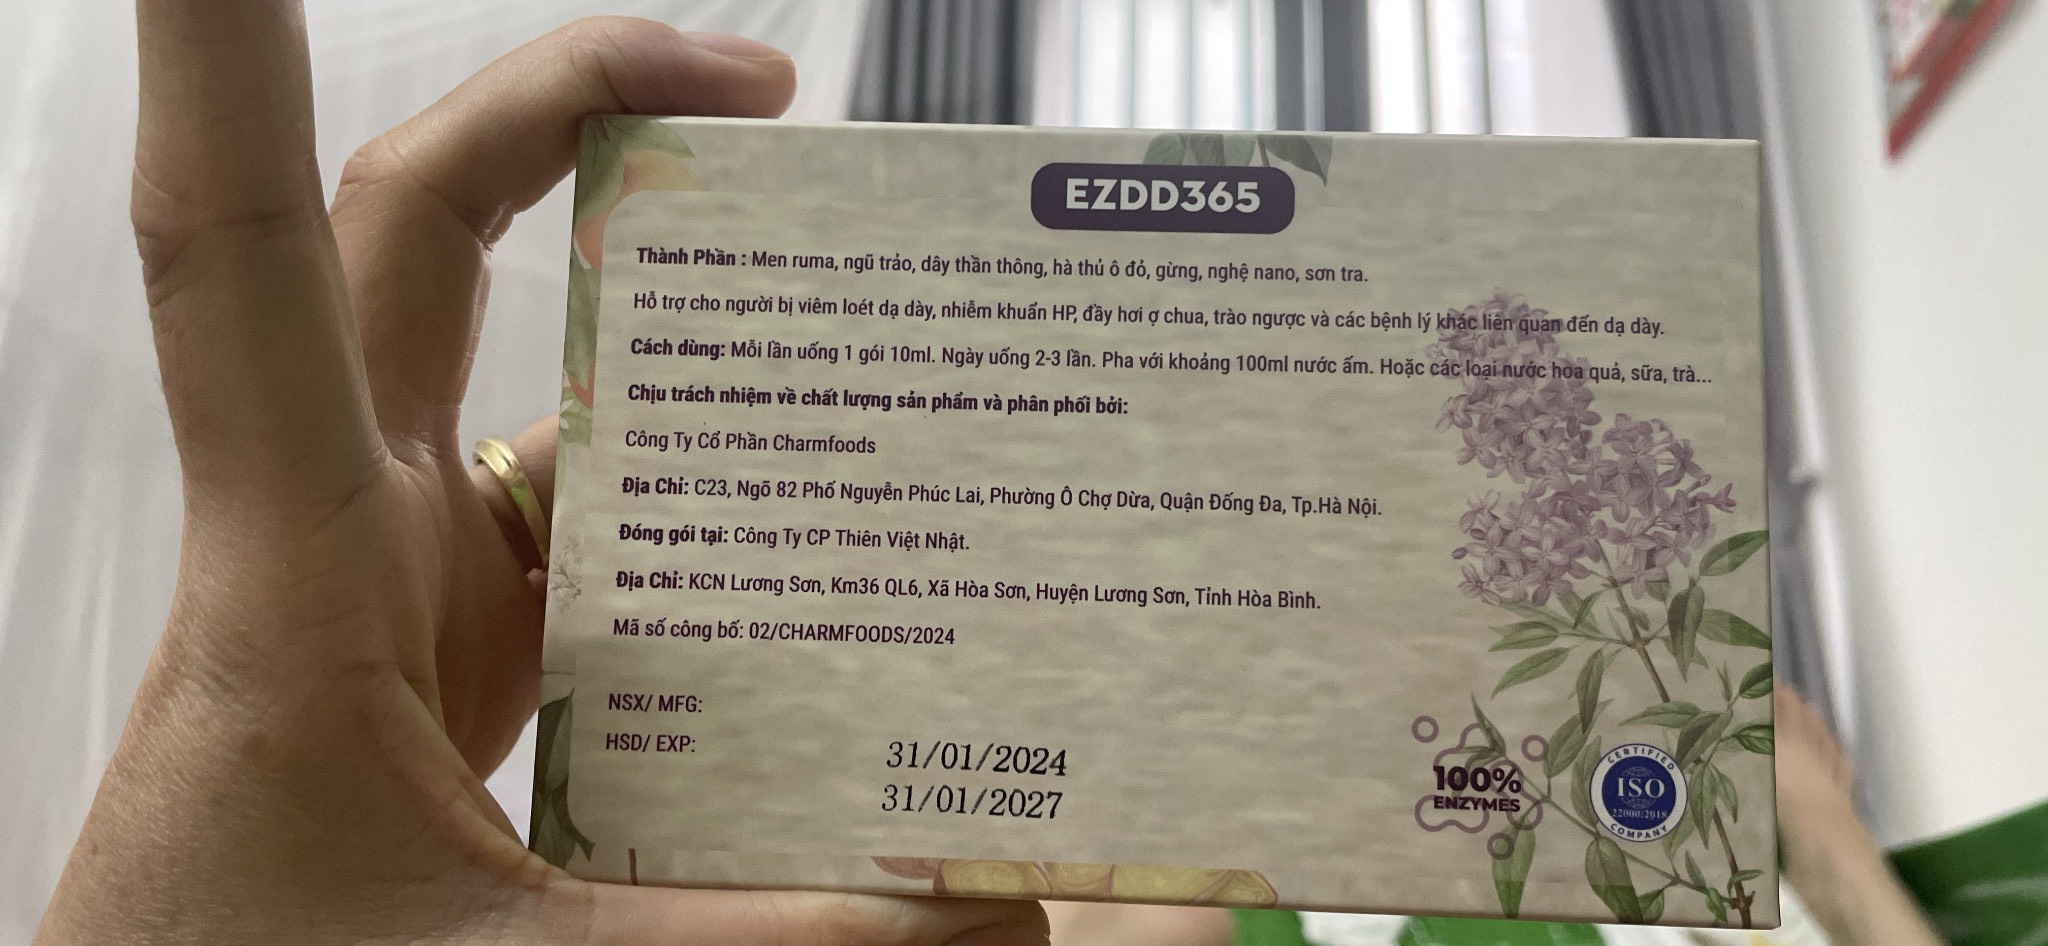 EZDD365
Thành Phần : Men ruma, ngũ trảo, dây thần thông, hà thủ ô đỏ, gừng, nghệ nano, sơn tra.
Hỗ trợ cho người bị viêm loét dạ dày, nhiễm khuẩn HP, đầy hơi ợ chua, trào ngược và các bệnh lý khác liên quan đến dạ dày.
Cách dùng: Mỗi lần uống 1 gói 10ml. Ngày uống 2-3 lần. Pha với khoảng 100ml nước ấm. Hoặc các loại nước hoa quả, sữa, trà...
Chịu trách nhiệm về chất lượng sản phẩm và phân phối bởi:
Công Ty Cổ Phần Charmfoods
Địa Chỉ: C23, Ngõ 82 Phố Nguyễn Phúc Lai, Phường Ô Chợ Dừa, Quận Đống Đa, Tp.Hà Nội.
Đóng gói tại: Công Ty CP Thiên Việt Nhật.
Địa Chỉ: KCN Lương Sơn, Km36 QL6, Xã Hòa Sơn, Huyện Lương Sơn, Tỉnh Hòa Bình.
Mã số công bố: 02/CHARMFOODS/2024
NSX/ MFG:
HSD/ EXP:
31/01/2024
31/01/2027
100%
ENZYMES
CERTIFIED
ISO
22000:2018
COMPANY